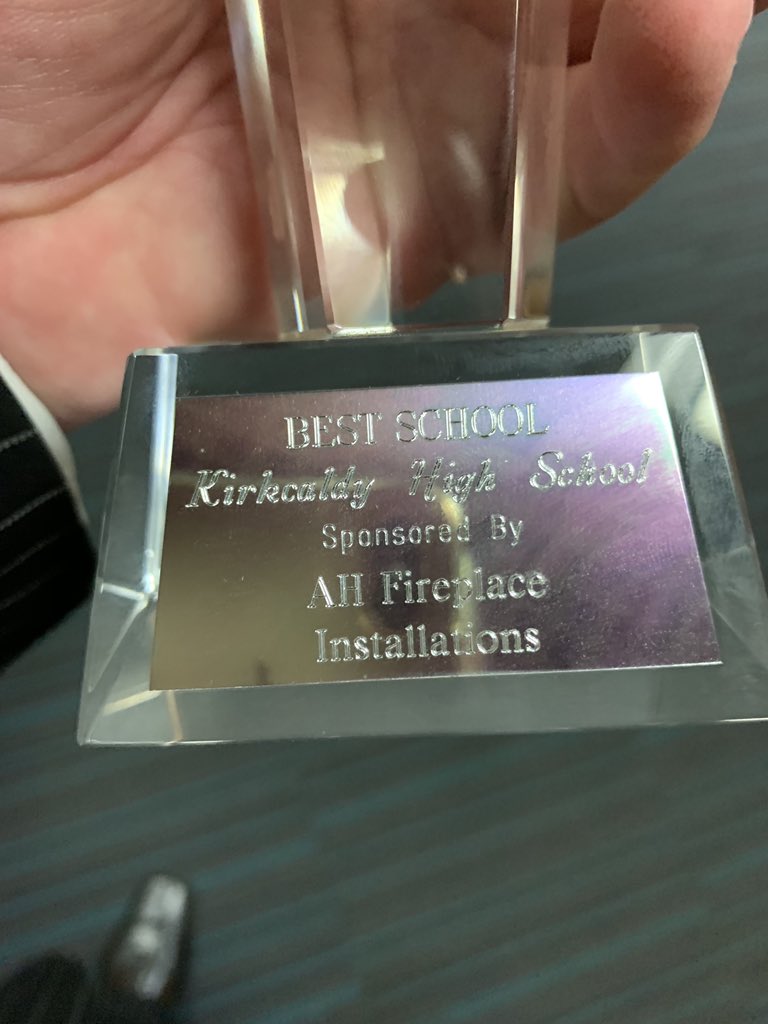 BEST SCHOOL
Kirkcaldy High School
Sponsored By
AH Fireplace
Installations